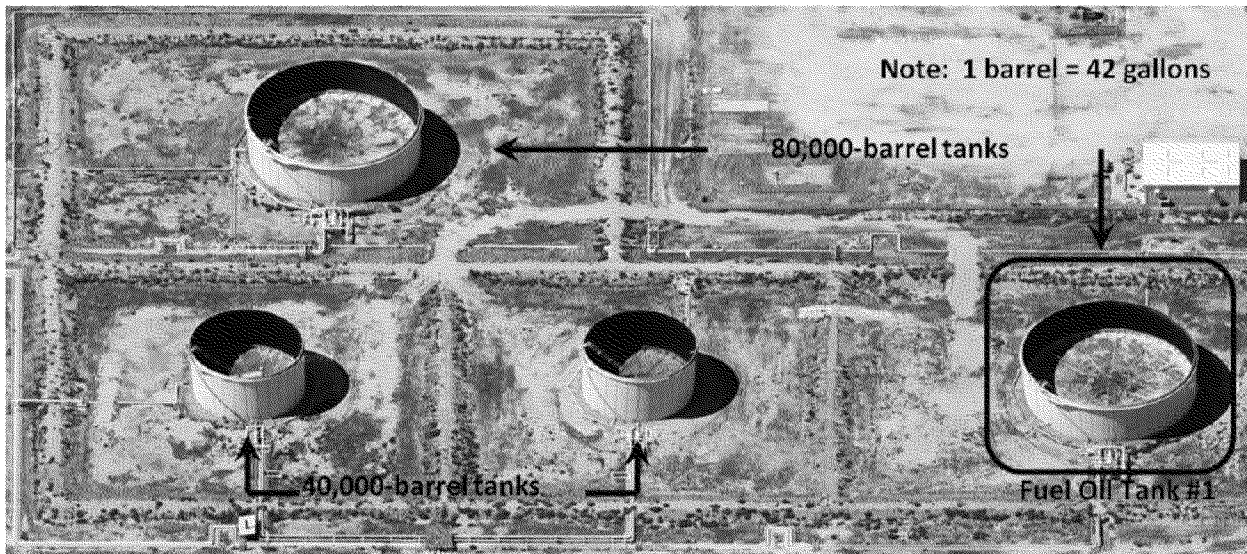 Note: 1 barrel = 42 gallons
80,000-barrel tanks
40,000-barrel tanks
Fuel Oil Tank #1